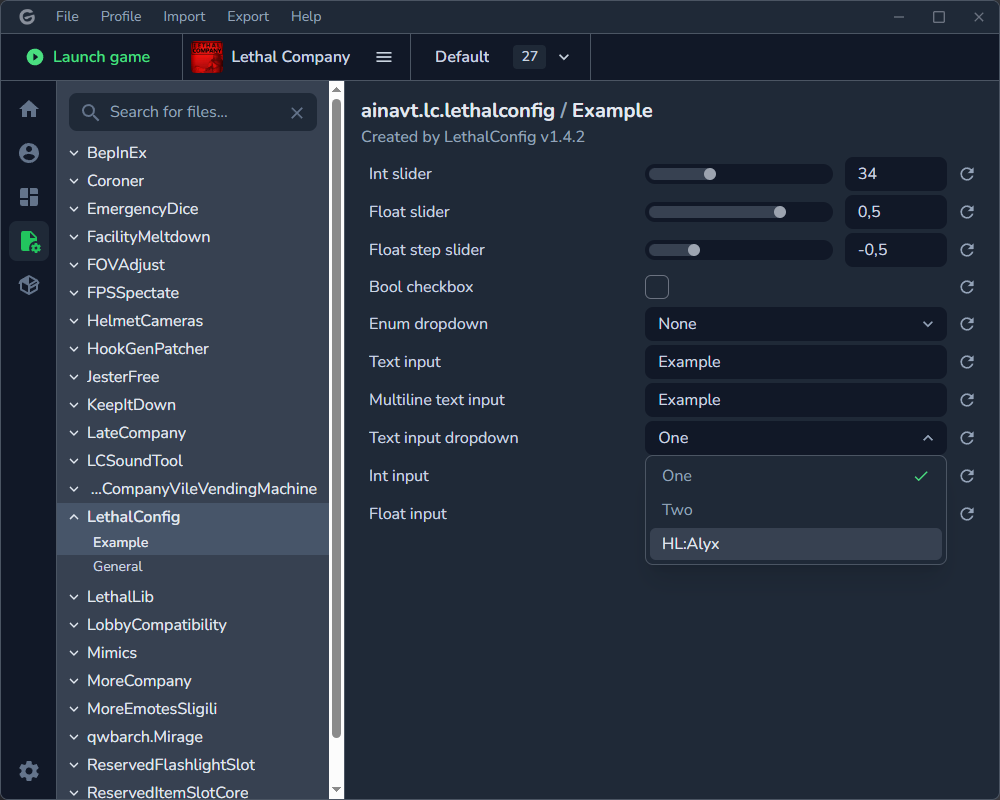 File Profile Import Export Help
Launch game
LETHAL COMPANY
Lethal Company
Default 27
Search for files...
BepInEx
Coroner
EmergencyDice
FacilityMeltdown
FOVAdjust
FPSSpectate
HelmetCameras
HookGenPatcher
JesterFree
KeepItDown
LateCompany
LCSoundTool
...CompanyVileVendingMachine
LethalConfig
Example
General
LethalLib
LobbyCompatibility
Mimics
MoreCompany
MoreEmotesSligili
qwbarch.Mirage
ReservedFlashlightSlot
ReservedItemSlotCore
ainavt.lc.lethalconfig / Example
Created by LethalConfig v1.4.2
Int slider 34
Float slider 0,5
Float step slider -0,5
Bool checkbox
Enum dropdown None
Text input Example
Multiline text input Example
Text input dropdown One
Int input
Float input
One
Two
HL:Alyx